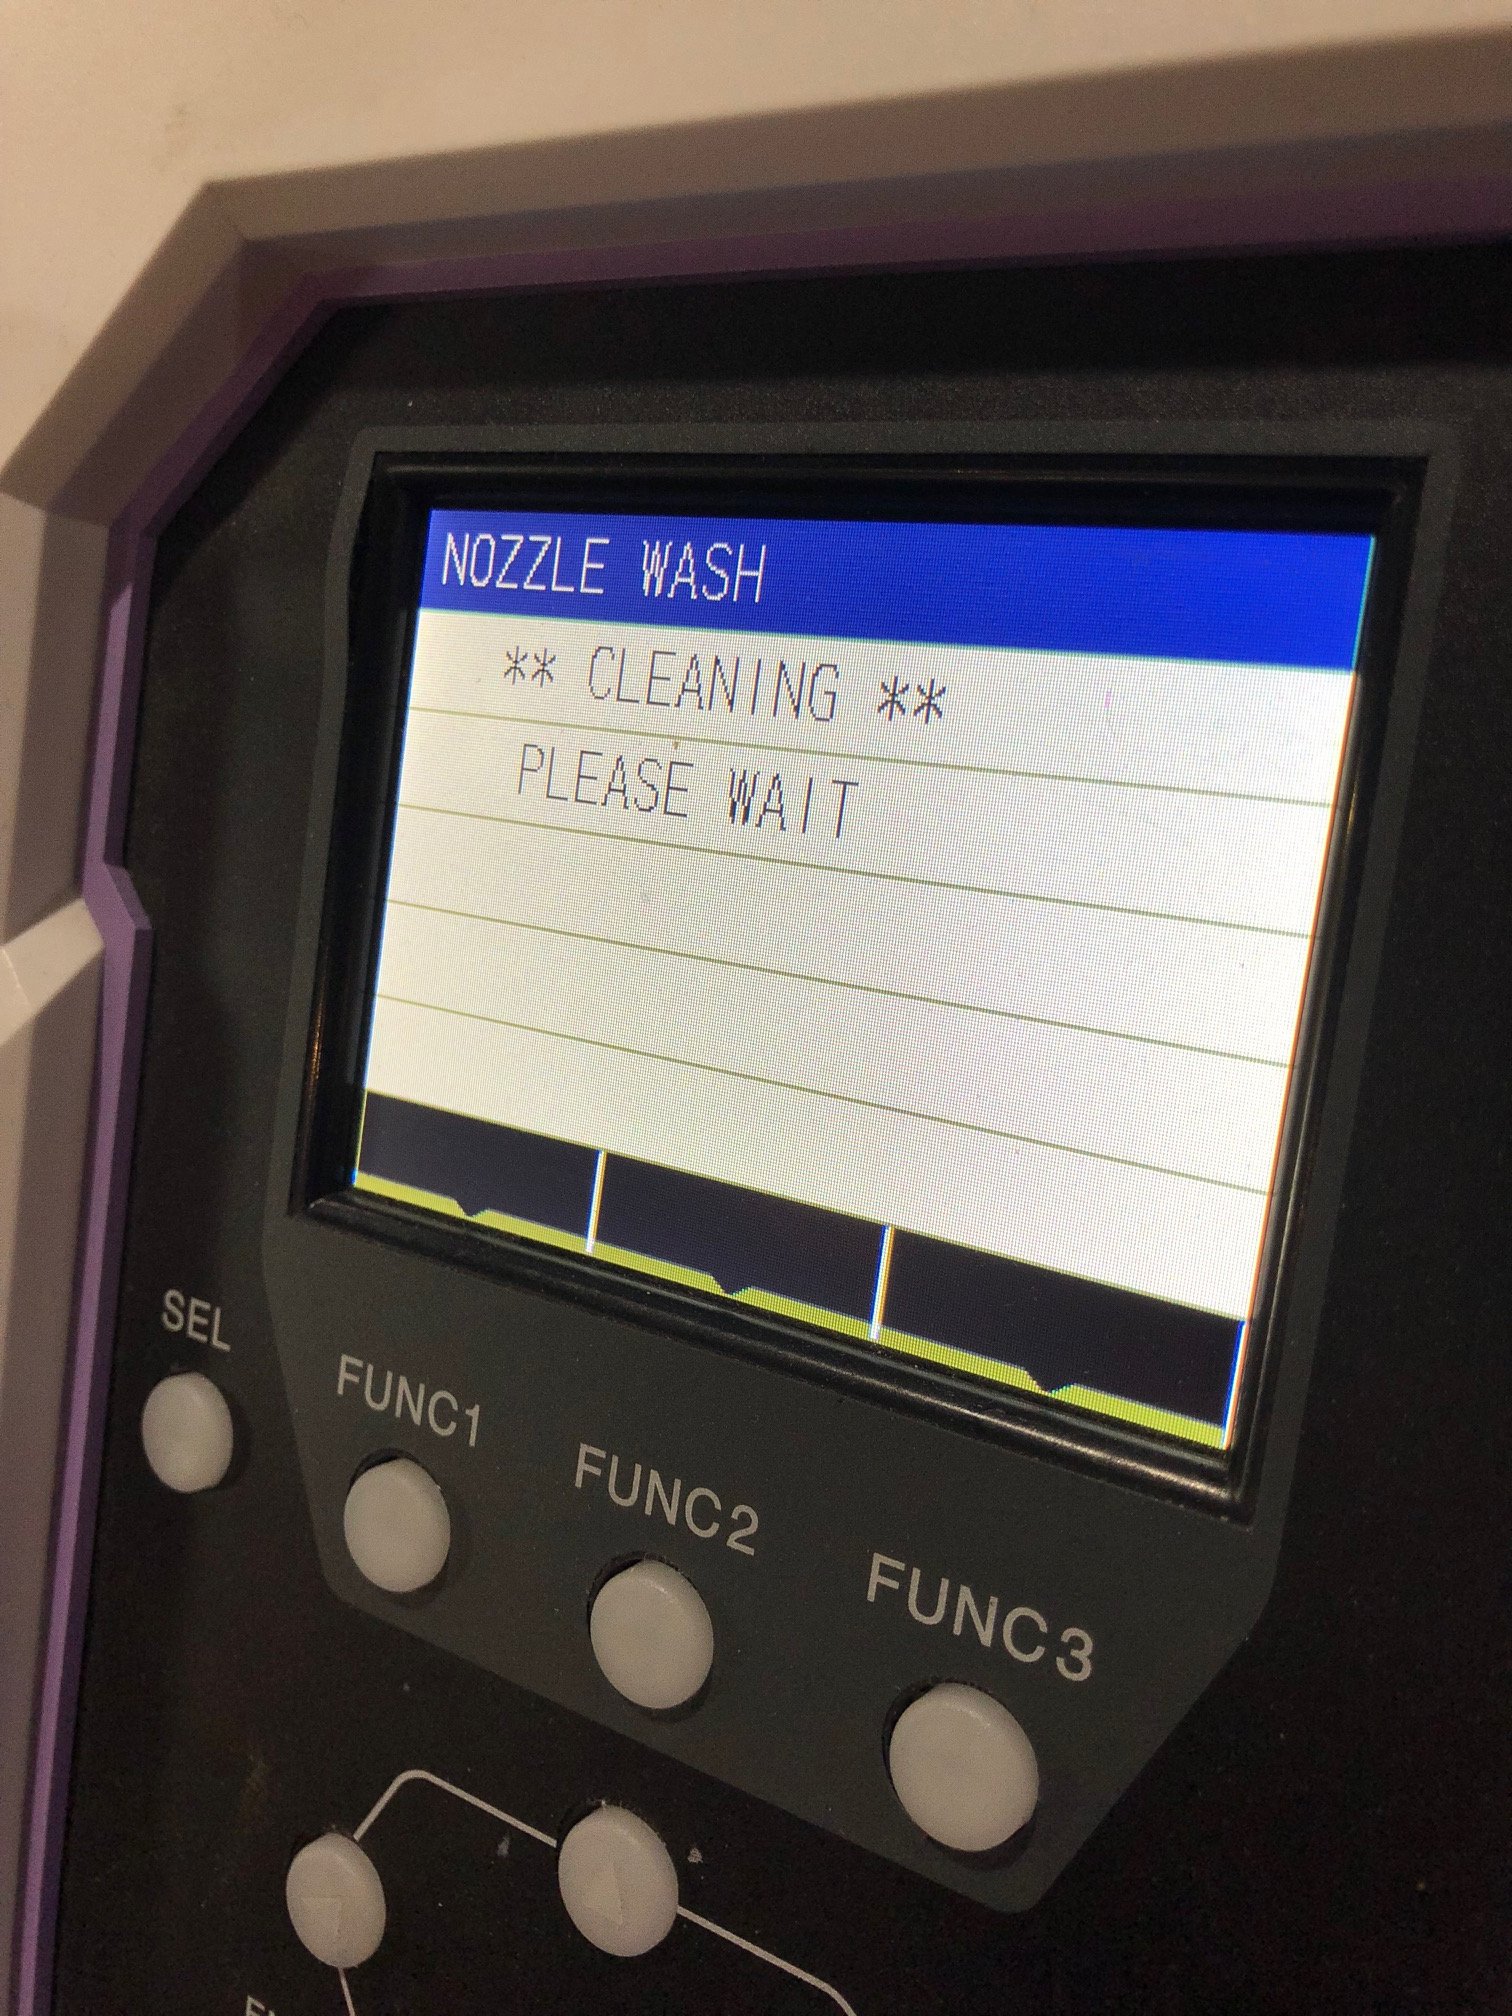 NOZZLE WASH
** CLEANING **
PLEASE WAIT
SEL
FUNC1
FUNC2
FUNC3